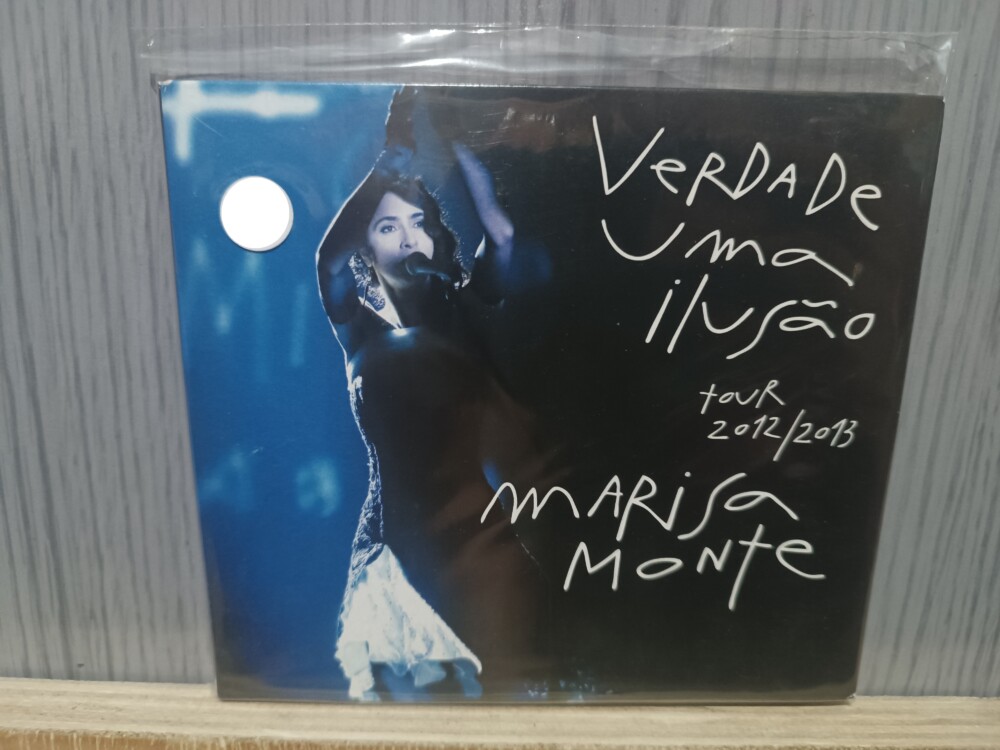 VeRDADe
uma
ilusão
touR
2012/2013
MARisa
MONte